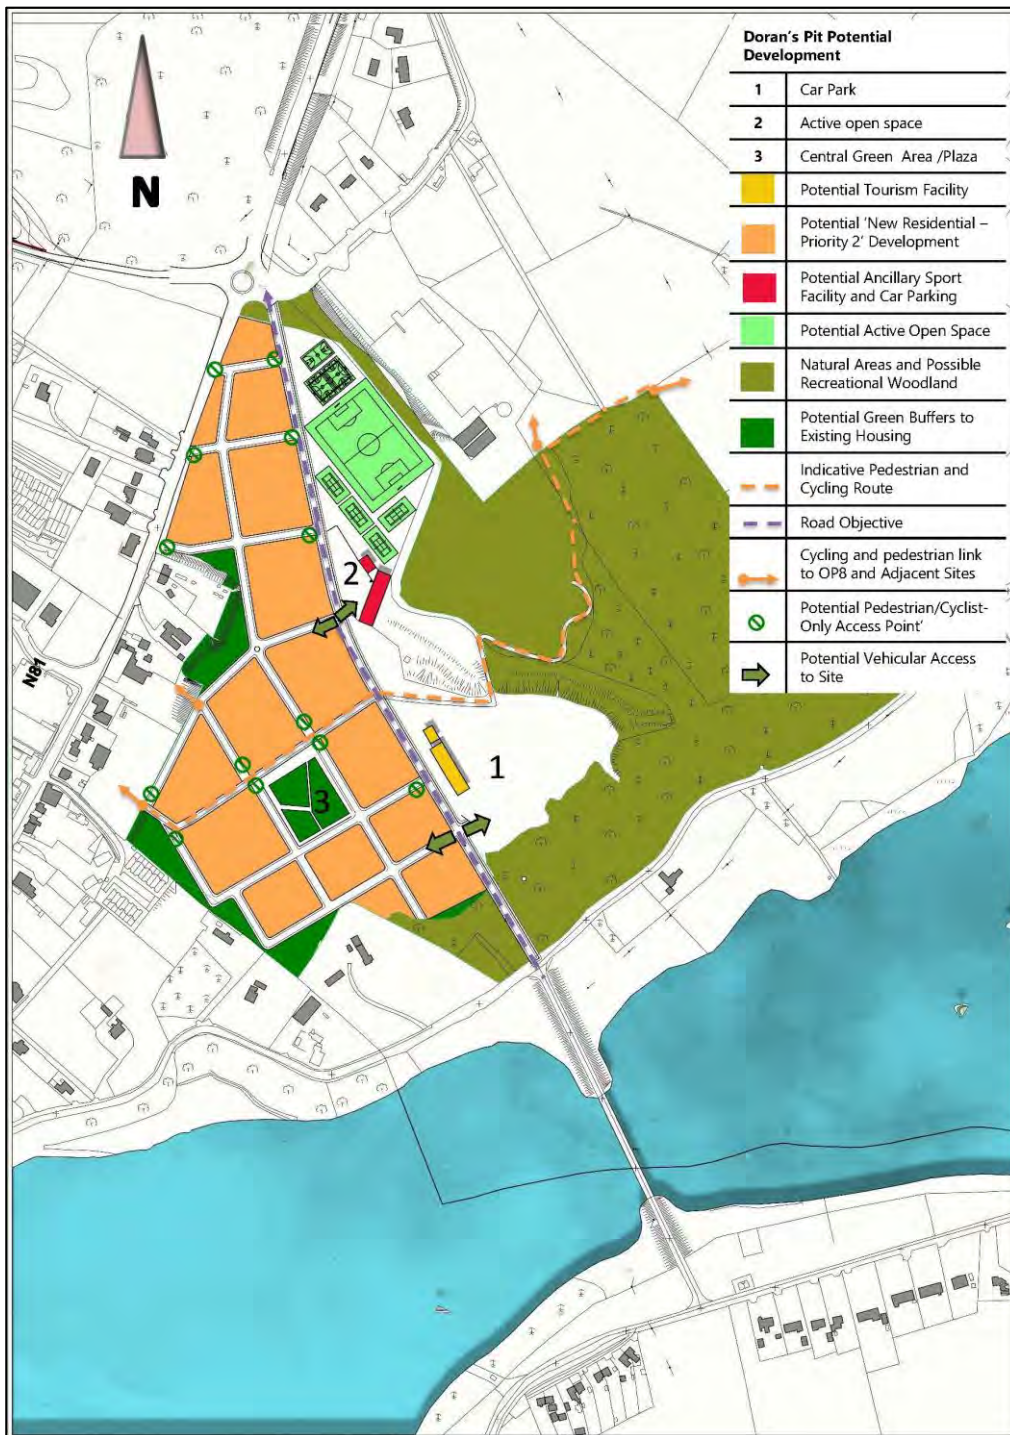 Doran's Pit Potential
Development
1 Car Park
2 Active open space
3 Central Green Area /Plaza
Potential Tourism Facility
Potential 'New Residential –
Priority 2' Development
Potential Ancillary Sport
Facility and Car Parking
Potential Active Open Space
Natural Areas and Possible
Recreational Woodland
Potential Green Buffers to
Existing Housing
Indicative Pedestrian and
Cycling Route
Road Objective
Cycling and pedestrian link
to OP8 and Adjacent Sites
Potential Pedestrian/Cyclist-
Only Access Point'
Potential Vehicular Access
to Site
N
2
N81
1
3